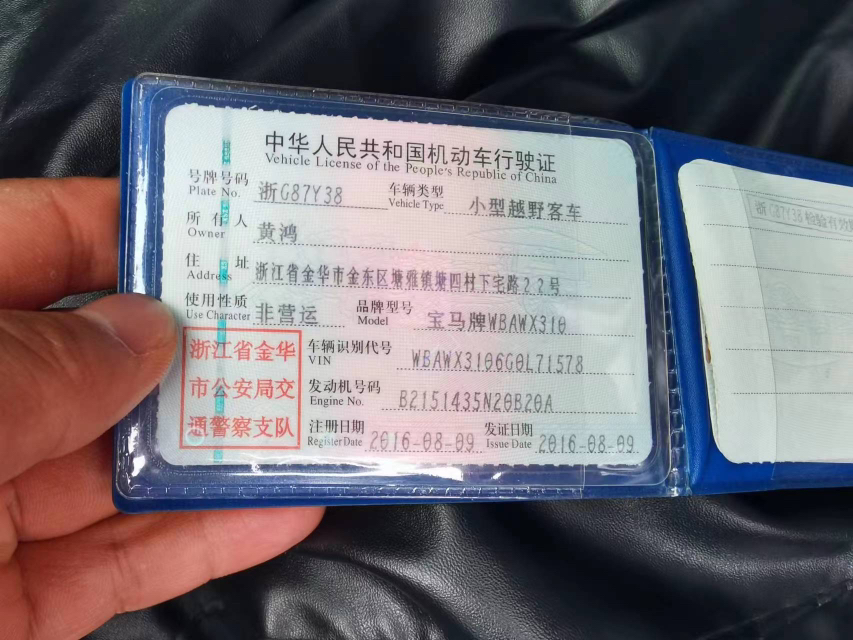 中华人民共和国机动车行驶证
Vehicle License of the People's Republic of China
号牌号码 浙G87Y38 车辆类型 小型越野客车
Plate No. Vehicle Type
所有人 黄鸿
Owner
住址 浙江省金华市金东区塘雅镇塘四村下宅路22号
Address
使用性质 非营运 品牌型号 宝马牌WBAWX310
Use Character Model
浙江省金华
市公安局交
通警察支队
车辆识别代号 WBAWX3106G0L71578
VIN
发动机号码 B2151435N20B20A
Engine No.
注册日期 2016-08-09 发证日期 2016-08-09
Register Date Issue Date
浙G87Y38